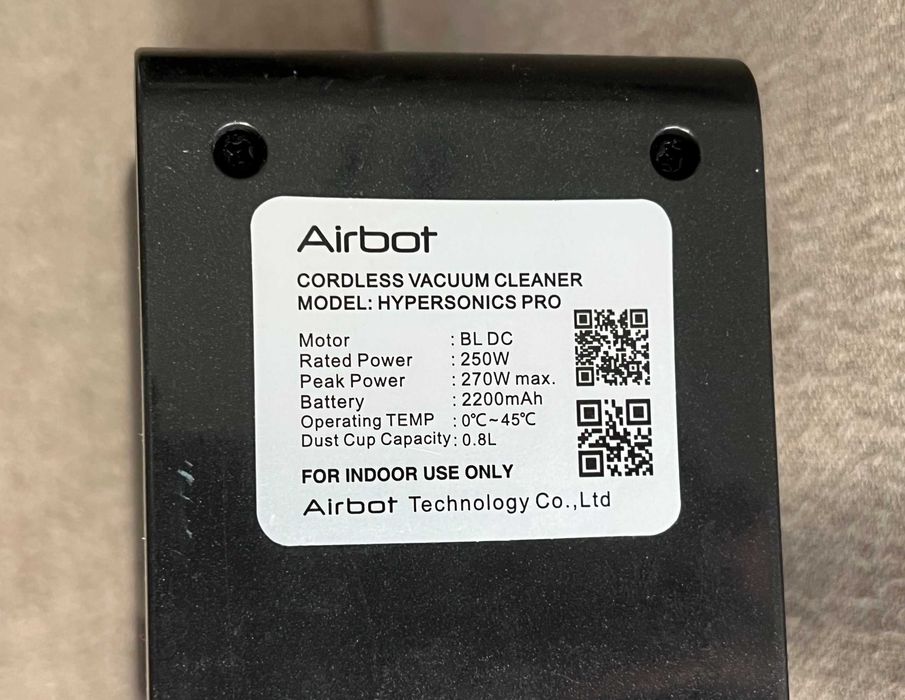 Airbot
CORDLESS VACUUM CLEANER
MODEL: HYPERSONICS PRO
Motor : BL DC
Rated Power : 250W
Peak Power : 270W max.
Battery : 2200mAh
Operating TEMP : 0℃~45℃
Dust Cup Capacity : 0.8L
FOR INDOOR USE ONLY
Airbot Technology Co.,Ltd